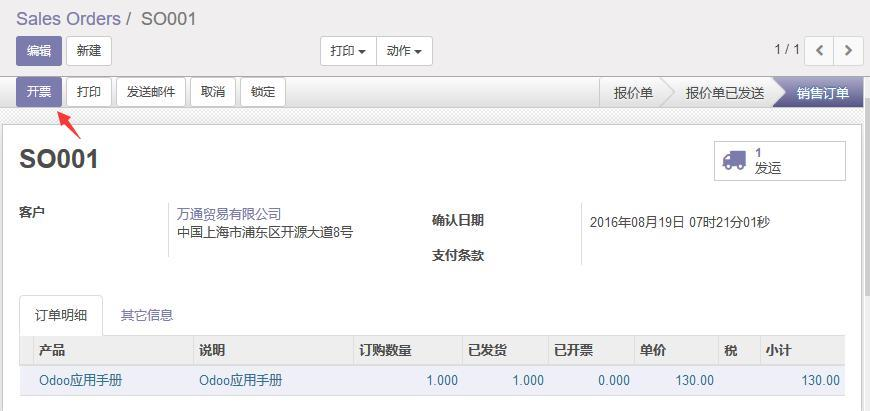 Sales Orders / SO001
编辑 新建 打印 动作 1 / 1
开票 打印 发送邮件 取消 锁定 报价单 报价单已发送 销售订单
SO001
1
发运
客户
万通贸易有限公司
中国上海市浦东区开源大道8号
确认日期
2016年08月19日 07时21分01秒
支付条款
订单明细 其它信息
产品 说明 订购数量 已发货 已开票 单价 税 小计
Odoo应用手册 Odoo应用手册 1.000 1.000 0.000 130.00 130.00